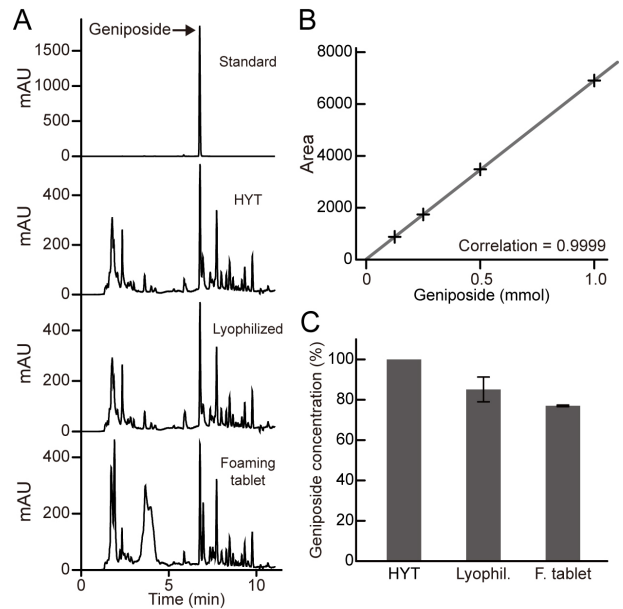 A
Geniposide
Standard
mAU
1500
1000
500
0
HYT
mAU
400
200
0
Lyophilized
mAU
400
200
0
Foaming
tablet
mAU
400
200
0
0 5 10
Time (min)
B
Area
8000
6000
4000
2000
0
Correlation = 0.9999
0 0.5 1.0
Geniposide (mmol)
C
Geniposide concentration (%)
100
80
60
40
20
0
HYT Lyophil. F. tablet